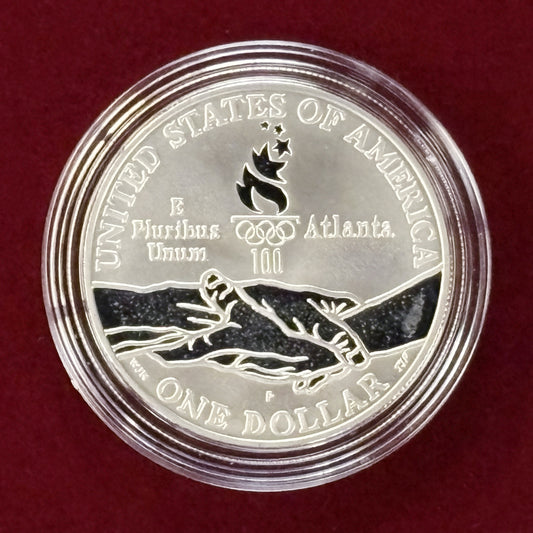 UNITED STATES OF AMERICA
E
Pluribus
Unum
Atlanta
100
P
ONE DOLLAR